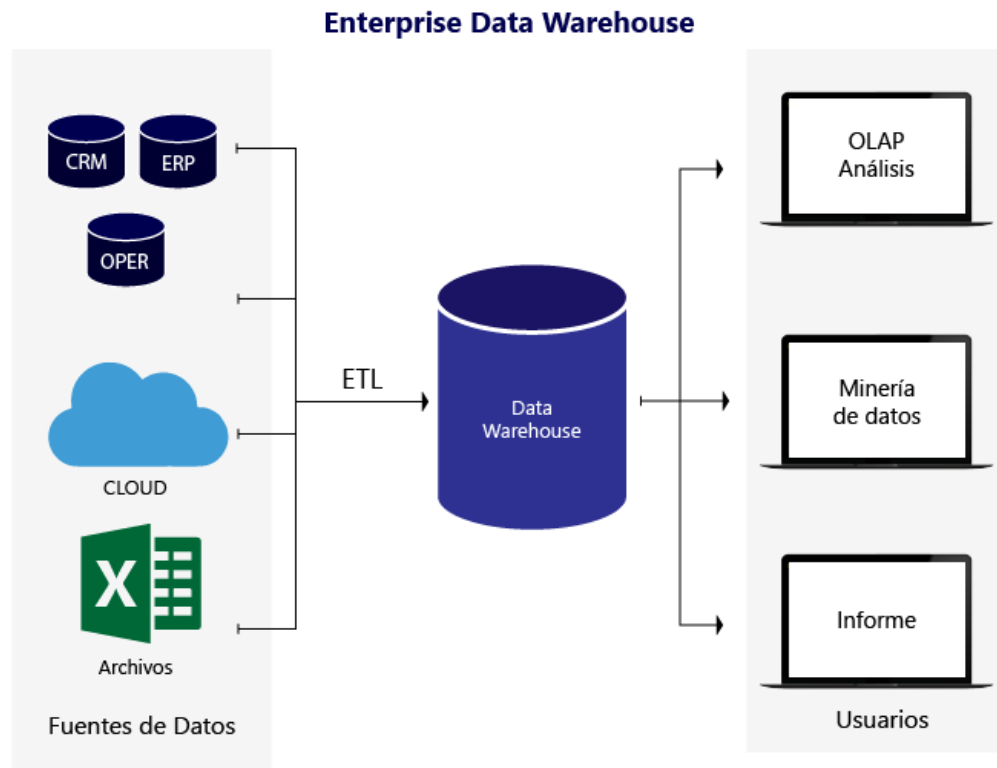 Enterprise Data Warehouse
CRM
ERP
OPER
CLOUD
X
Archivos
Fuentes de Datos
ETL
Data
Warehouse
OLAP
Análisis
Minería
de datos
Informe
Usuarios